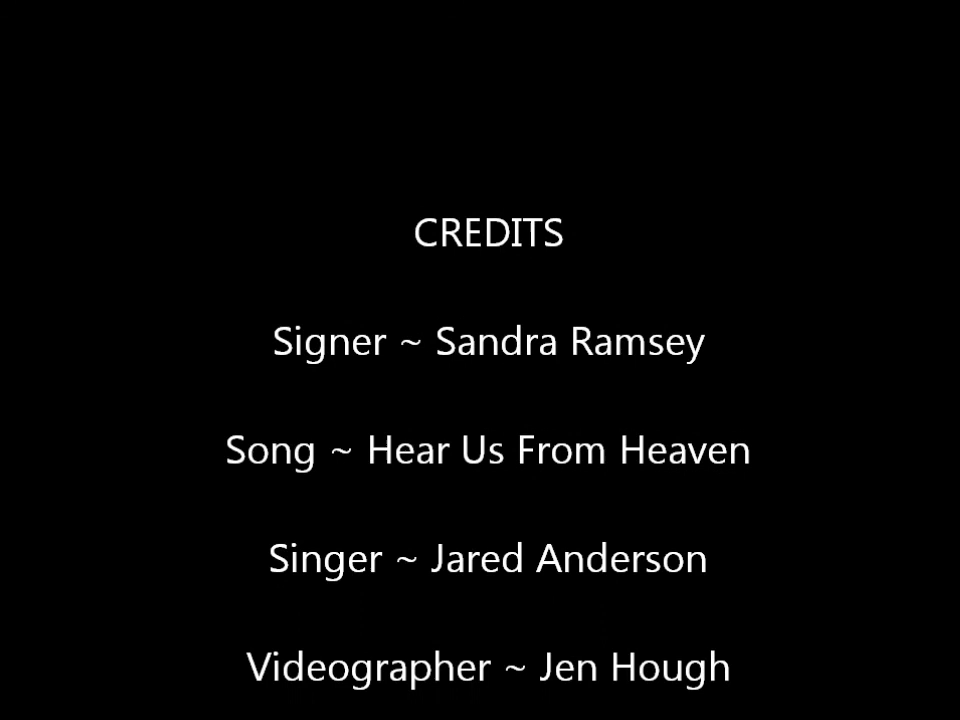 CREDITS
Signer ~ Sandra Ramsey
Song ~ Hear Us From Heaven
Singer ~ Jared Anderson
Videographer ~ Jen Hough